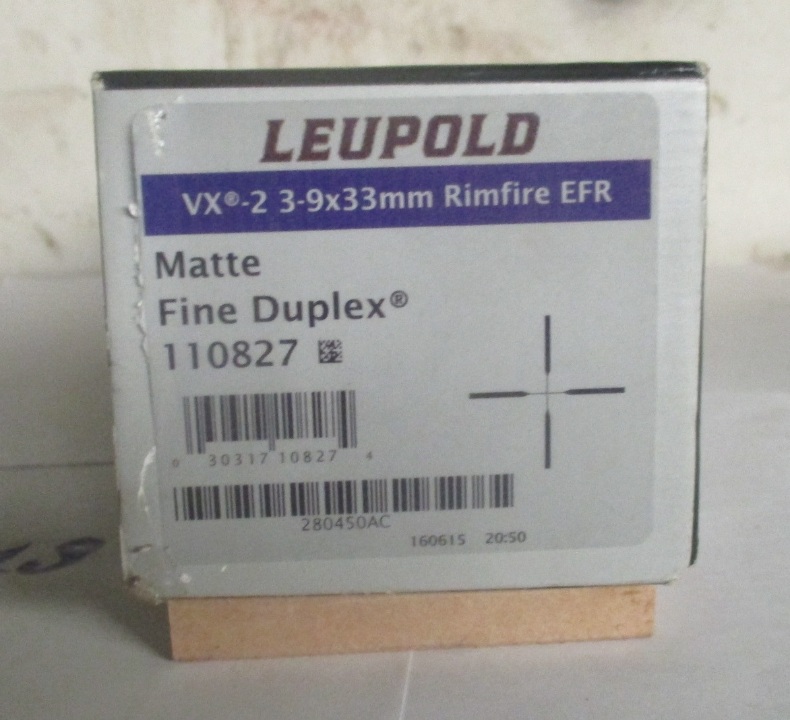 LEUPOLD
VX®-2 3-9x33mm Rimfire EFR
Matte
Fine Duplex®
110827
0 30317 10827 4
280450AC
160615 20:50